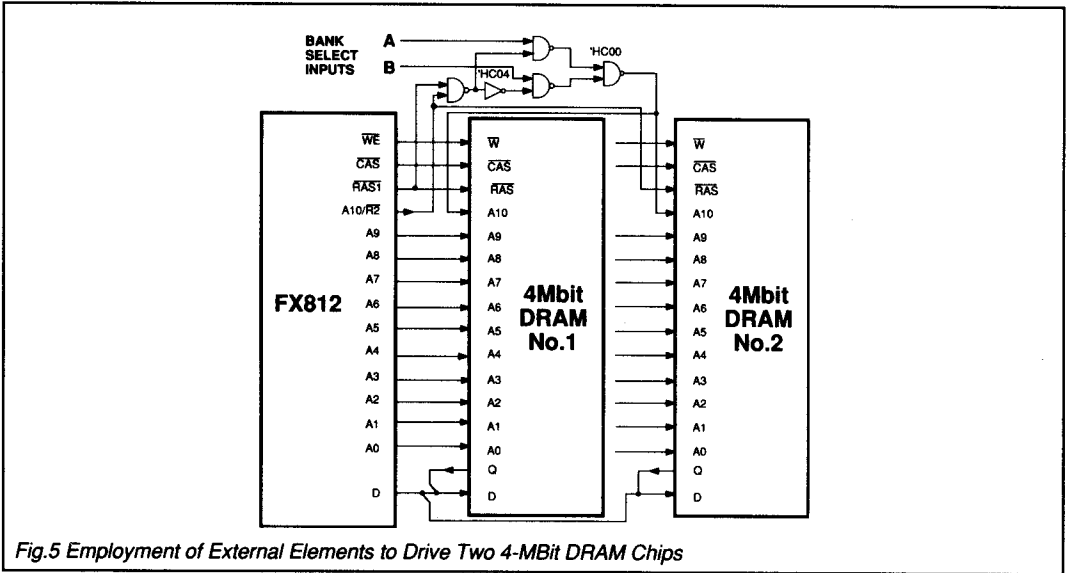 BANK
SELECT
INPUTS
A
B
'HC04
'HC00
FX812
WE
CAS
RAS1
A10/R2
A9
A8
A7
A6
A5
A4
A3
A2
A1
A0
D
4Mbit
DRAM
No.1
W
CAS
RAS
A10
A9
A8
A7
A6
A5
A4
A3
A2
A1
A0
Q
D
4Mbit
DRAM
No.2
W
CAS
RAS
A10
A9
A8
A7
A6
A5
A4
A3
A2
A1
A0
Q
D
Fig.5 Employment of External Elements to Drive Two 4-MBit DRAM Chips